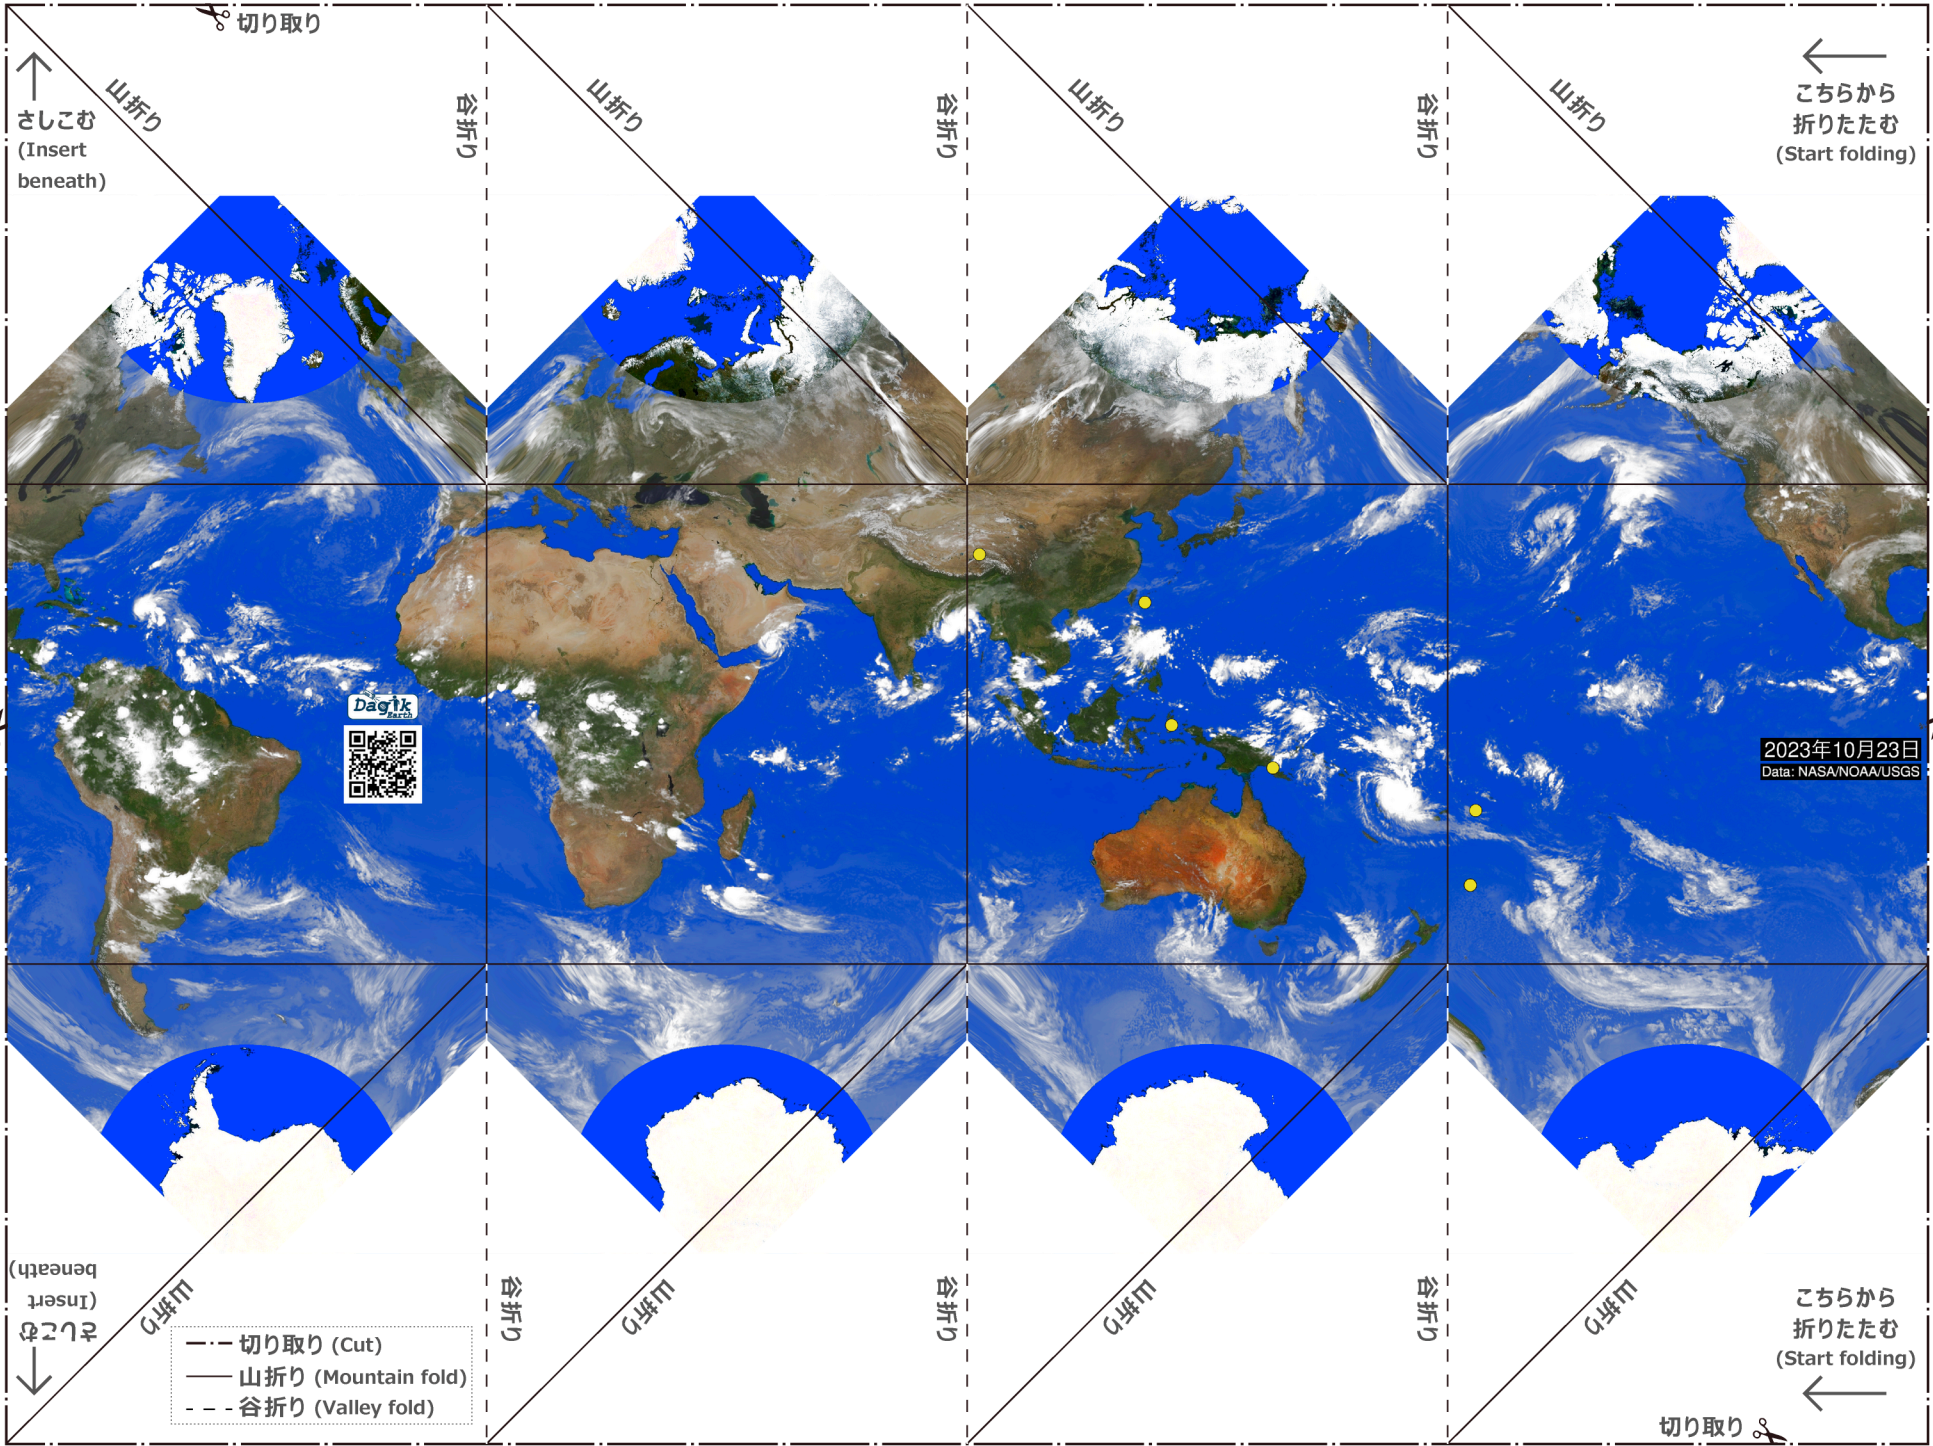 切り取り
山折り
山折り
山折り
山折り
谷折り
谷折り
谷折り
さしこむ
(Insert
beneath)
こちらから
折りたたむ
(Start folding)
Dagik
Earth
2023年10月23日
Data: NASA/NOAA/USGS
さしこむ
(Insert
beneath)
山折り
山折り
山折り
山折り
谷折り
谷折り
谷折り
こちらから
折りたたむ
(Start folding)
切り取り (Cut)
山折り (Mountain fold)
谷折り (Valley fold)
切り取り